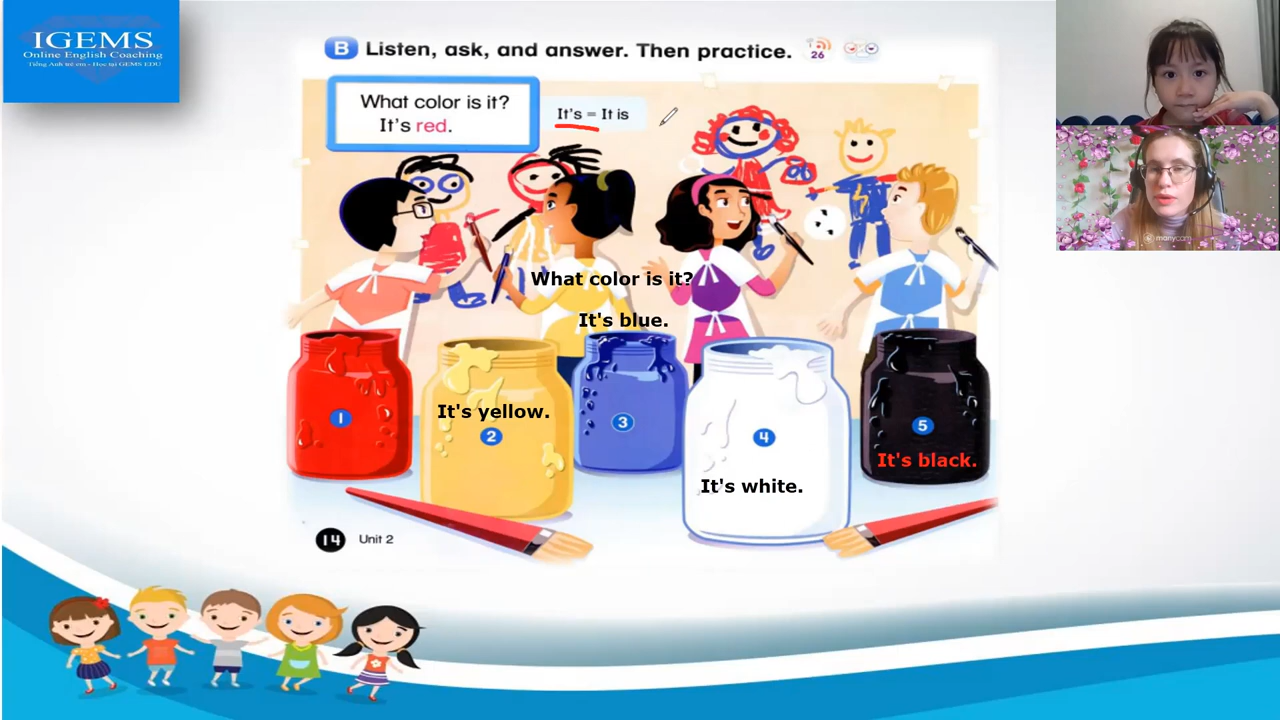 IGEMS
Online English Coaching
Tiếng Anh trẻ em - Học tại GEMS EDU
B Listen, ask, and answer. Then practice.
26
What color is it?
It's red.
It's = It is
What color is it?
It's blue.
1
It's yellow.
2
3
4
5
It's black.
It's white.
14 Unit 2
manycam